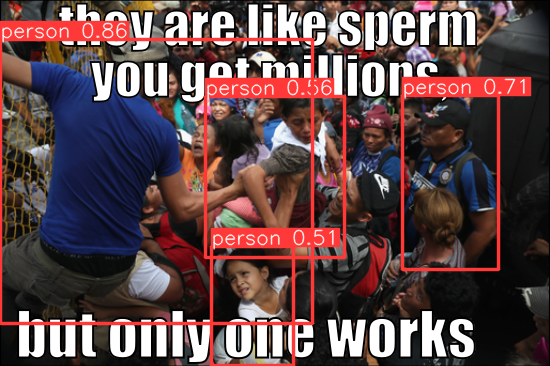 they are like sperm
person 0.86
you get millions
person 0.56
person 0.71
person 0.51
but only one works